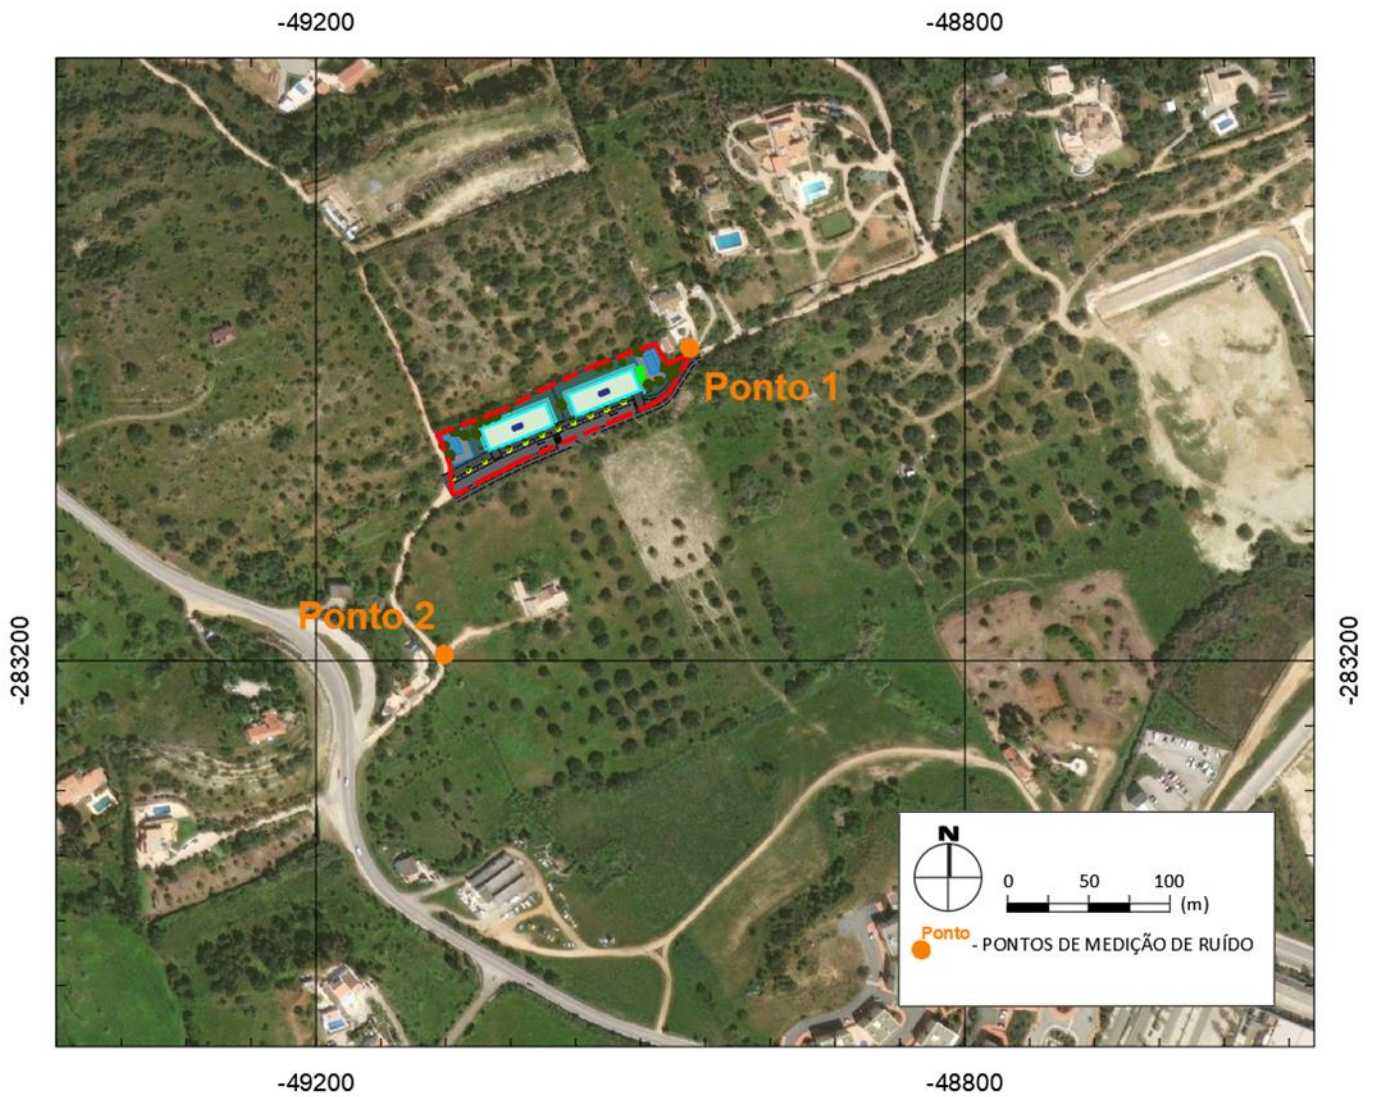 -49200
-48800
Ponto 1
Ponto 2
-283200
-283200
N
0
50
100
(m)
Ponto
- PONTOS DE MEDIÇÃO DE RUÍDO
-49200
-48800